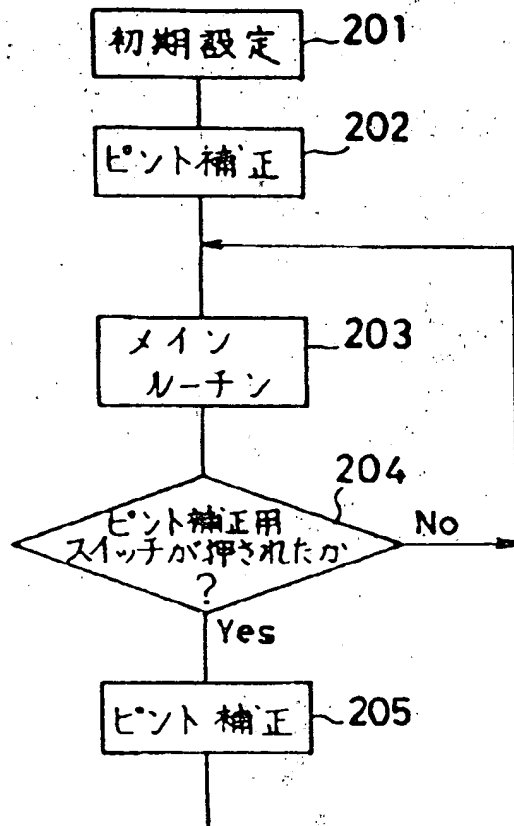 初期設定
201
ピント補正
202
メイン
ルーチン
203
204
ピント補正用
スイッチが押されたか
?
No
Yes
ピント補正
205